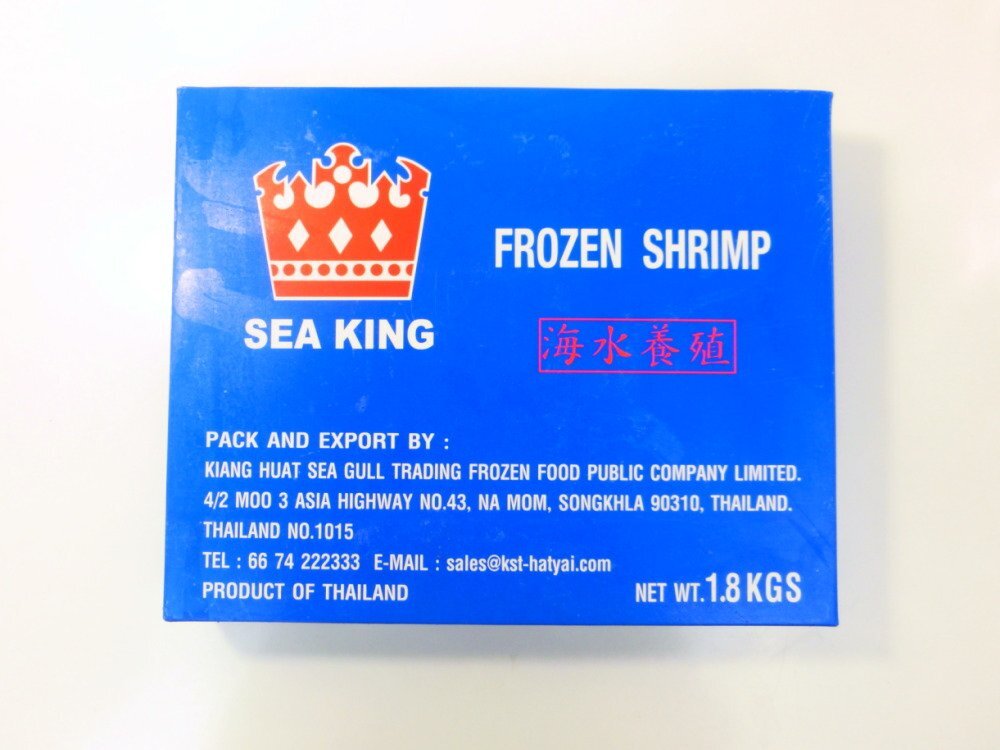 SEA KING
FROZEN SHRIMP
海水養殖
PACK AND EXPORT BY :
KIANG HUAT SEA GULL TRADING FROZEN FOOD PUBLIC COMPANY LIMITED.
4/2 MOO 3 ASIA HIGHWAY NO.43, NA MOM, SONGKHLA 90310, THAILAND.
THAILAND NO.1015
TEL : 66 74 222333 E-MAIL : sales@kst-hatyai.com
PRODUCT OF THAILAND
NET WT.1.8KGS